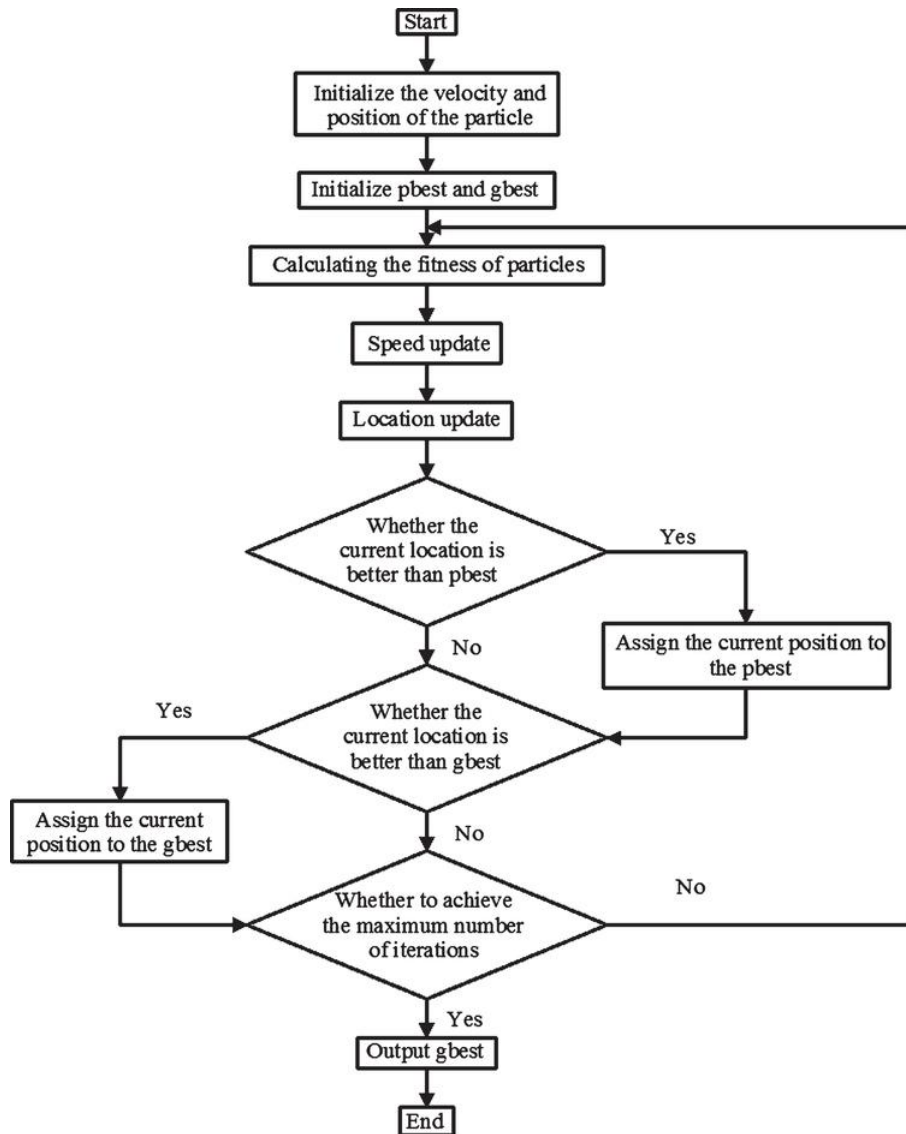 Start
Initialize the velocity and
position of the particle
Initialize pbest and gbest
Calculating the fitness of particles
Speed update
Location update
Whether the
current location is
better than pbest
Yes
No
Assign the current position to
the pbest
Yes
Whether the
current location is
better than gbest
Assign the current
position to the gbest
No
Whether to achieve
the maximum number
of iterations
No
Yes
Output gbest
End